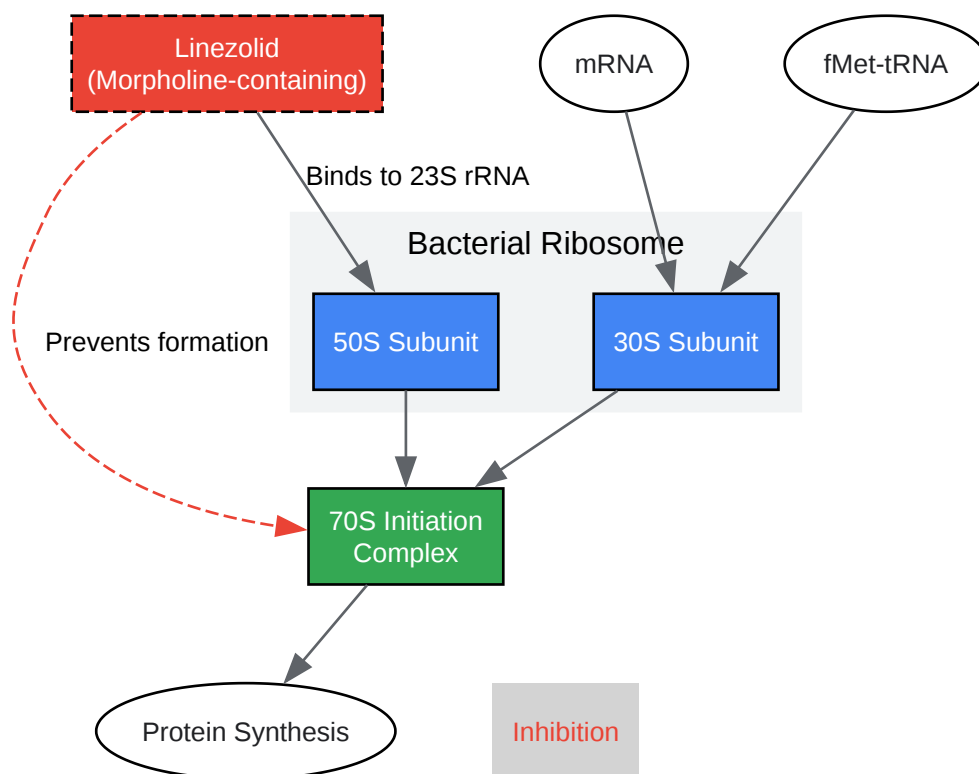 Linezolid
(Morpholine-containing)
mRNA
fMet-tRNA
Binds to 23S rRNA
Bacterial Ribosome
Prevents formation
50S Subunit
30S Subunit
70S Initiation
Complex
Protein Synthesis
Inhibition